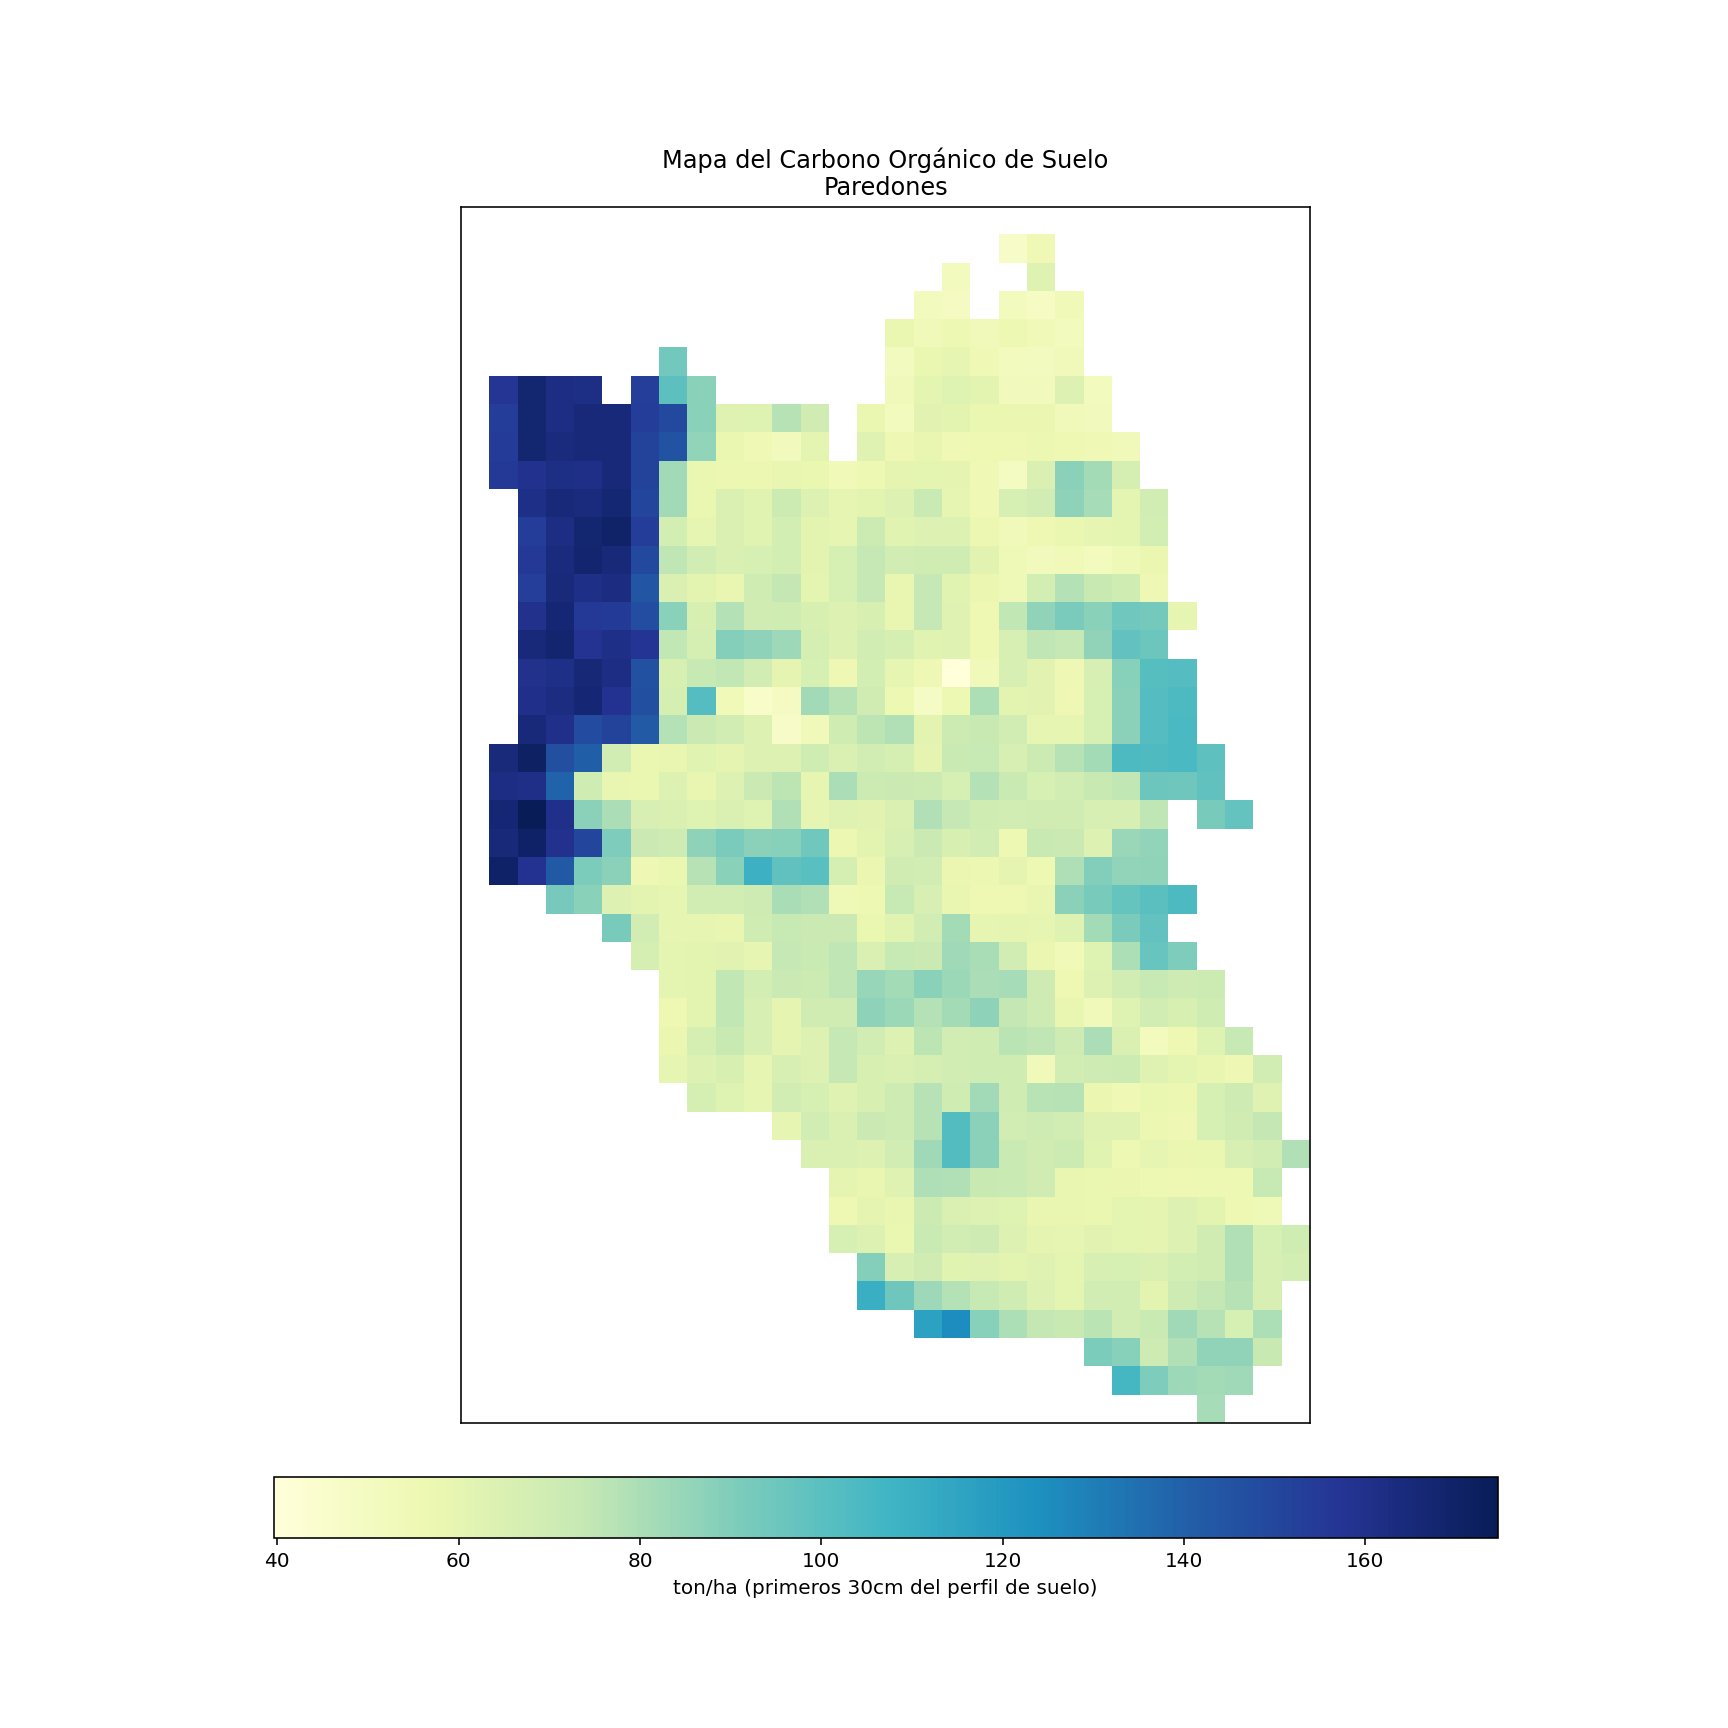 Mapa del Carbono Orgánico de Suelo
Paredones
40 60 80 100 120 140 160
ton/ha (primeros 30cm del perfil de suelo)